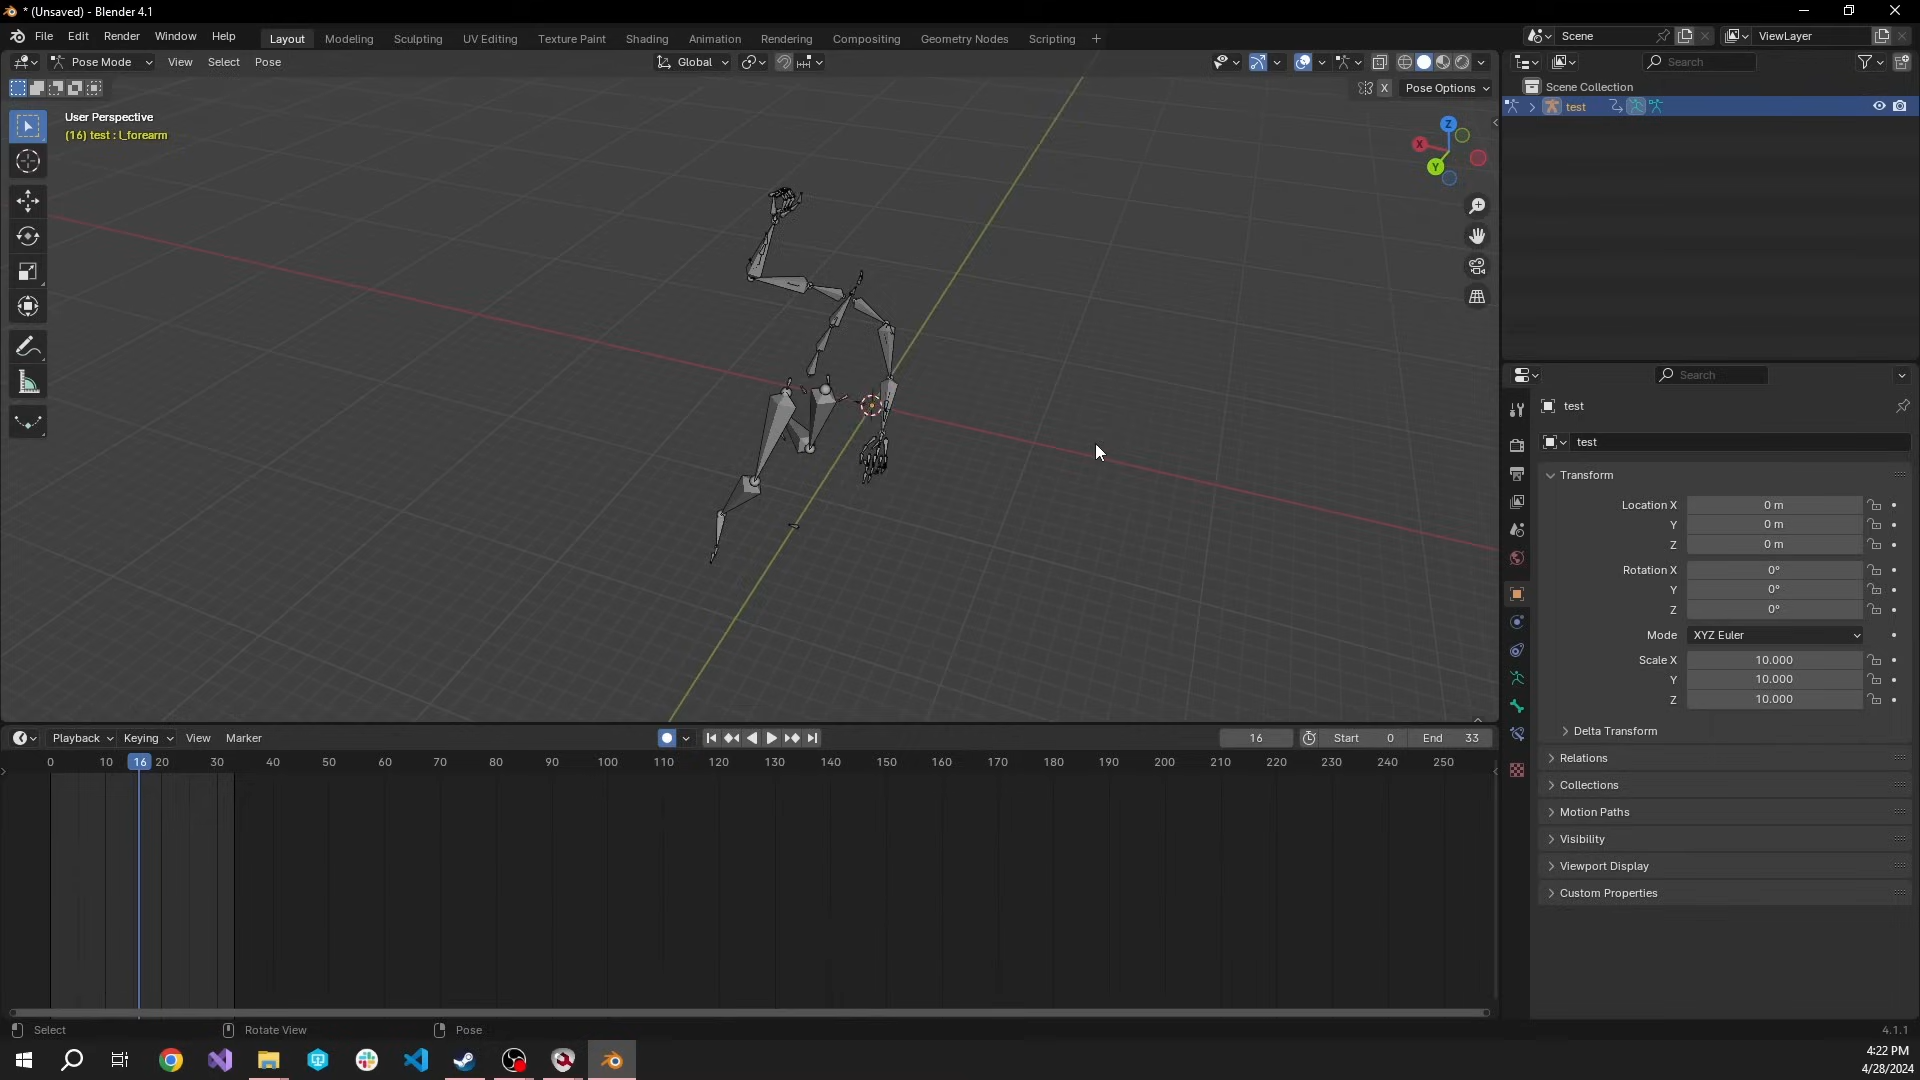 * (Unsaved) - Blender 4.1
File Edit Render Window Help Layout Modeling Sculpting UV Editing Texture Paint Shading Animation Rendering Compositing Geometry Nodes Scripting + Scene ViewLayer
Pose Mode View Select Pose Global Search
X Pose Options Scene Collection
test
User Perspective
(16) test : l_forearm
Z
X
Y
Search
test
test
Transform
Location X 0 m
Y 0 m
Z 0 m
Rotation X 0°
Y 0°
Z 0°
Mode XYZ Euler
Scale X 10.000
Y 10.000
Z 10.000
Delta Transform
Relations
Collections
Motion Paths
Visibility
Viewport Display
Custom Properties
Playback Keying View Marker 16 Start 0 End 33
0 10 16 20 30 40 50 60 70 80 90 100 110 120 130 140 150 160 170 180 190 200 210 220 230 240 250
Select Rotate View Pose 4.1.1
4:22 PM
4/28/2024